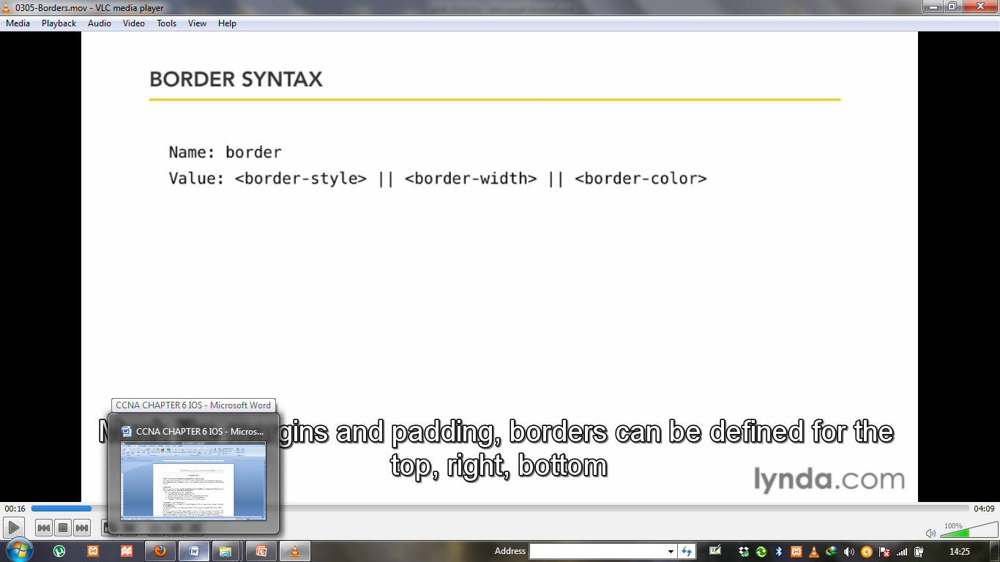 0305-Borders.mov - VLC media player
Media Playback Audio Video Tools View Help
BORDER SYNTAX
Name: border
Value: <border-style> || <border-width> || <border-color>
CCNA CHAPTER 6 IOS - Microsoft Word
CCNA CHAPTER 6 IOS - Micros...
gins and padding, borders can be defined for the
top, right, bottom
lynda.com
00:16
04:09
100%
Address
14:25